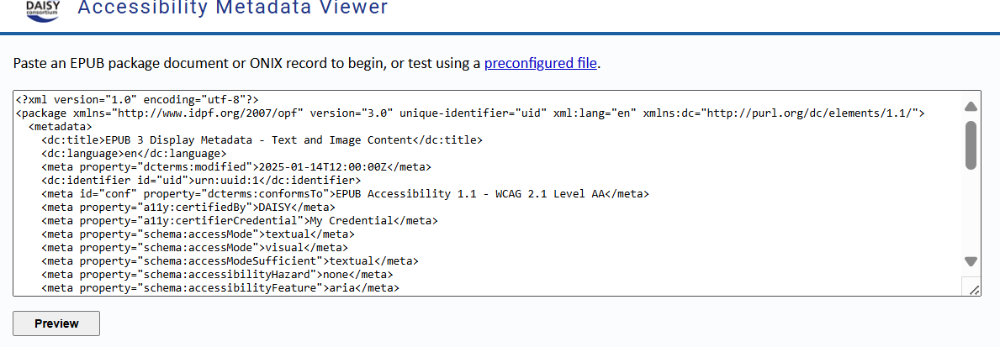 DAISY
consortium
Accessibility Metadata Viewer
Paste an EPUB package document or ONIX record to begin, or test using a preconfigured file.
<?xml version="1.0" encoding="utf-8"?>
<package xmlns="http://www.idpf.org/2007/opf" version="3.0" unique-identifier="uid" xml:lang="en" xmlns:dc="http://purl.org/dc/elements/1.1/">
  <metadata>
    <dc:title>EPUB 3 Display Metadata - Text and Image Content</dc:title>
    <dc:language>en</dc:language>
    <meta property="dcterms:modified">2025-01-14T12:00:00Z</meta>
    <dc:identifier id="uid">urn:uuid:1</dc:identifier>
    <meta id="conf" property="dcterms:conformsTo">EPUB Accessibility 1.1 - WCAG 2.1 Level AA</meta>
    <meta property="a11y:certifiedBy">DAISY</meta>
    <meta property="a11y:certifierCredential">My Credential</meta>
    <meta property="schema:accessMode">textual</meta>
    <meta property="schema:accessMode">visual</meta>
    <meta property="schema:accessModeSufficient">textual</meta>
    <meta property="schema:accessibilityHazard">none</meta>
    <meta property="schema:accessibilityFeature">aria</meta>
Preview